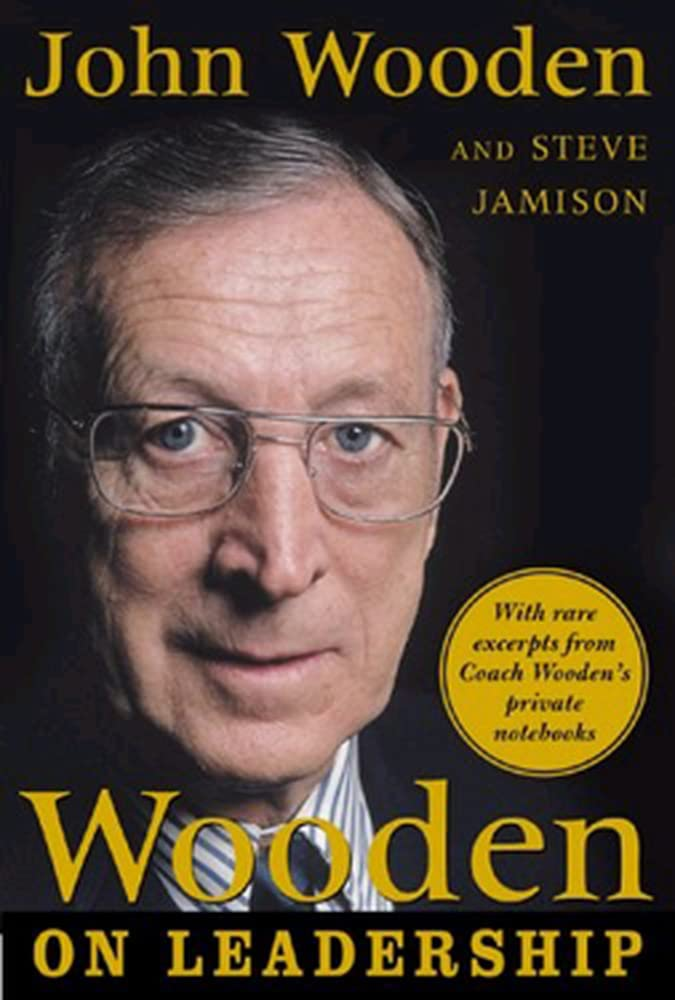 John Wooden
AND STEVE
JAMISON
With rare
excerpts from
Coach Wooden's
private
notebooks
Wooden
ON LEADERSHIP